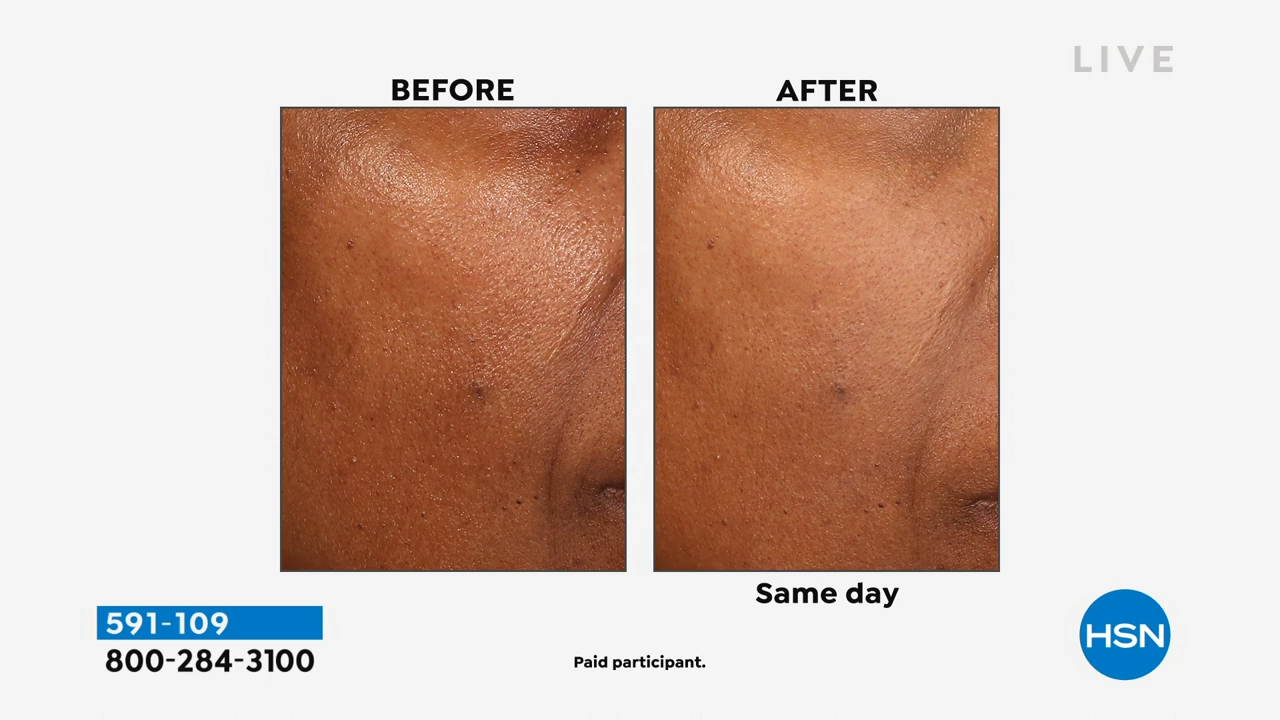 LIVE
BEFORE
AFTER
Same day
591-109
800-284-3100
Paid participant.
HSN